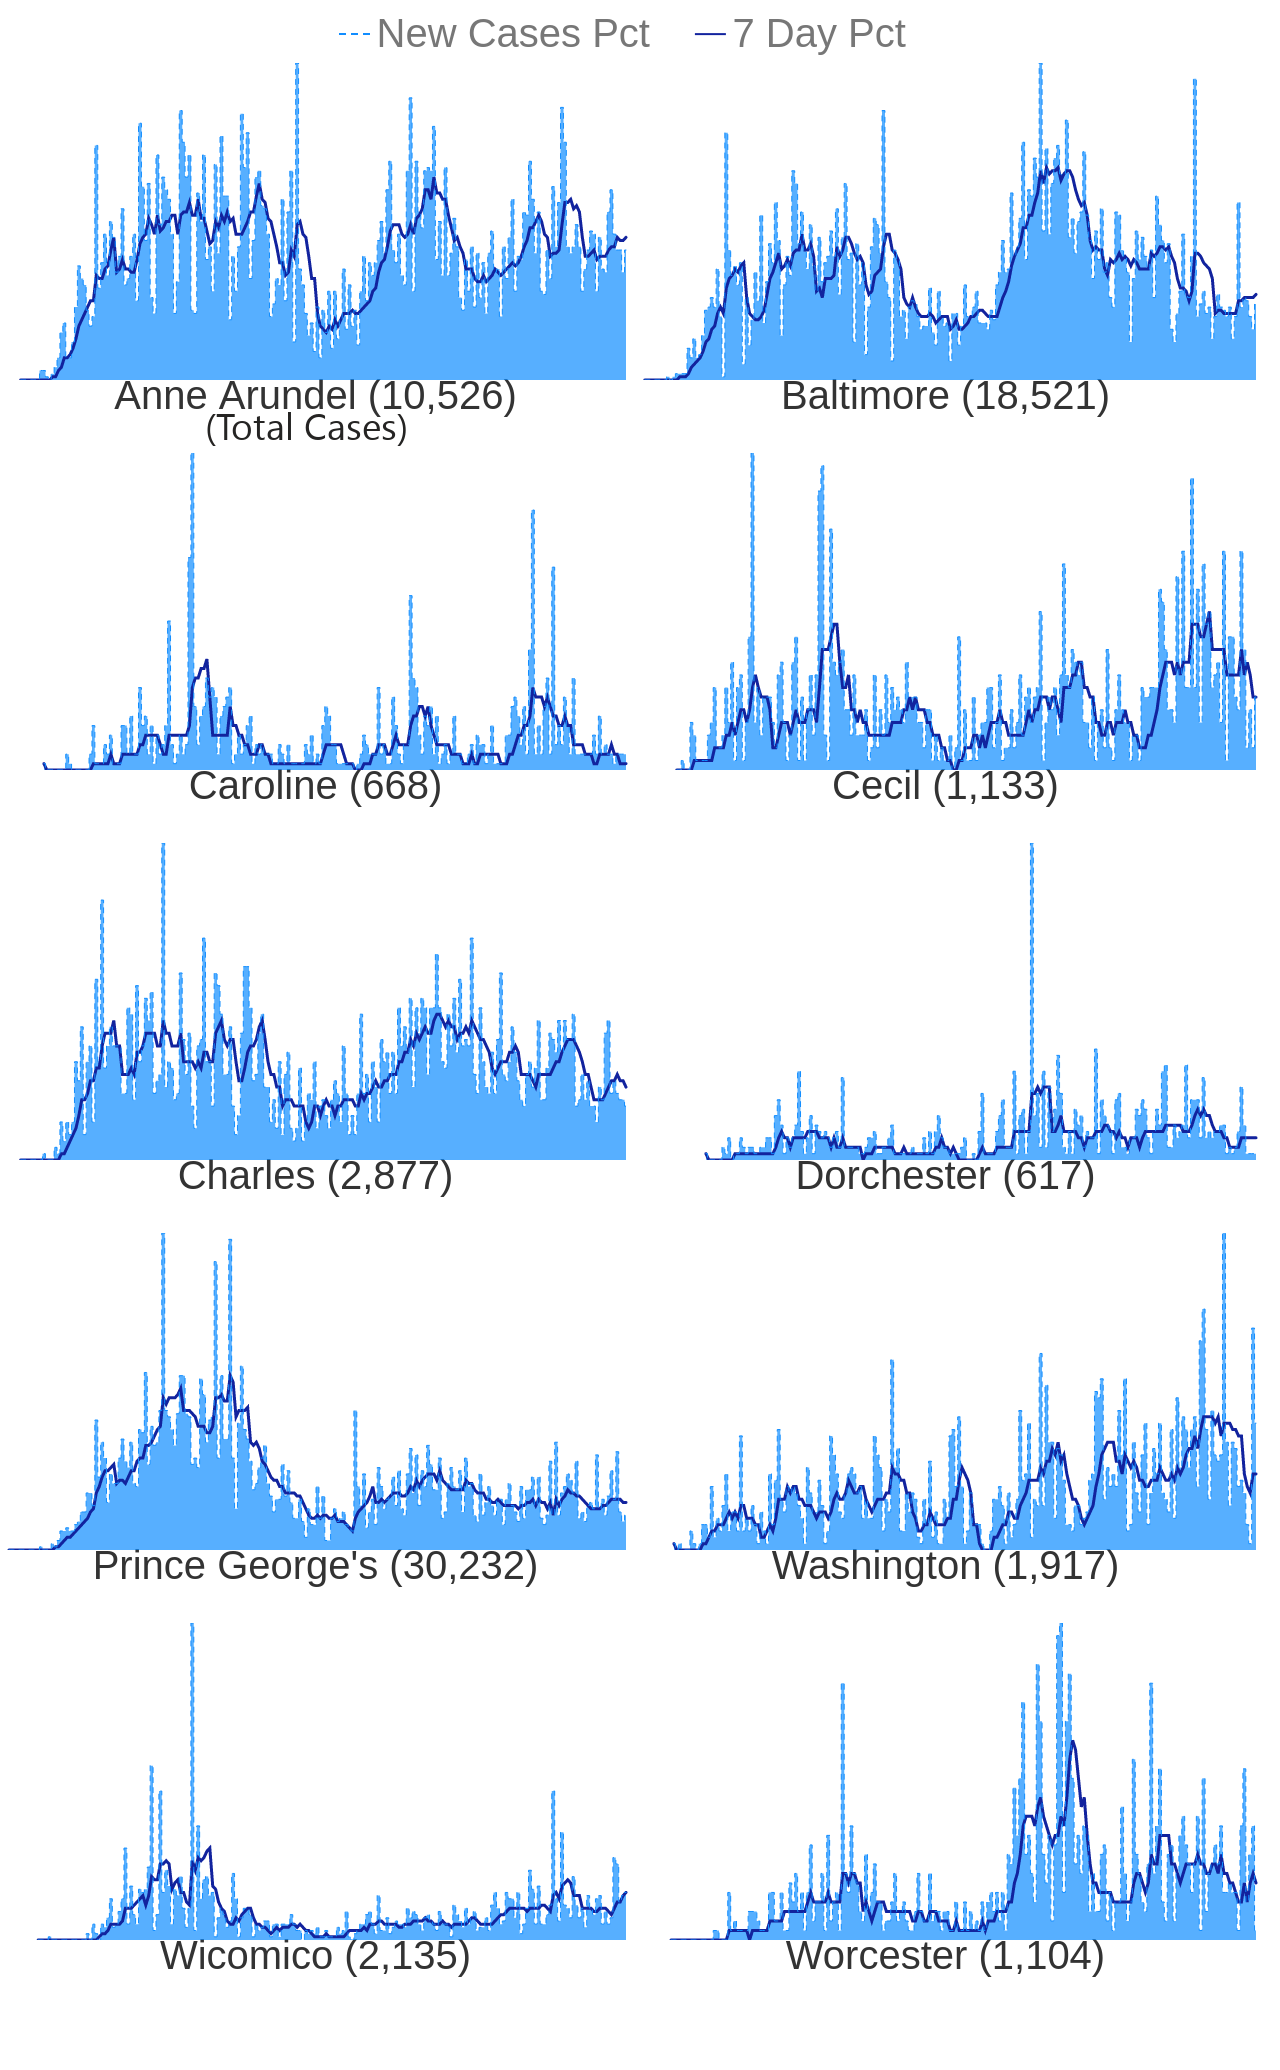 New Cases Pct 7 Day Pct
Anne Arundel (10,526) Baltimore (18,521)
(Total Cases)
Caroline (668) Cecil (1,133)
Charles (2,877) Dorchester (617)
Prince George's (30,232) Washington (1,917)
Wicomico (2,135) Worcester (1,104)